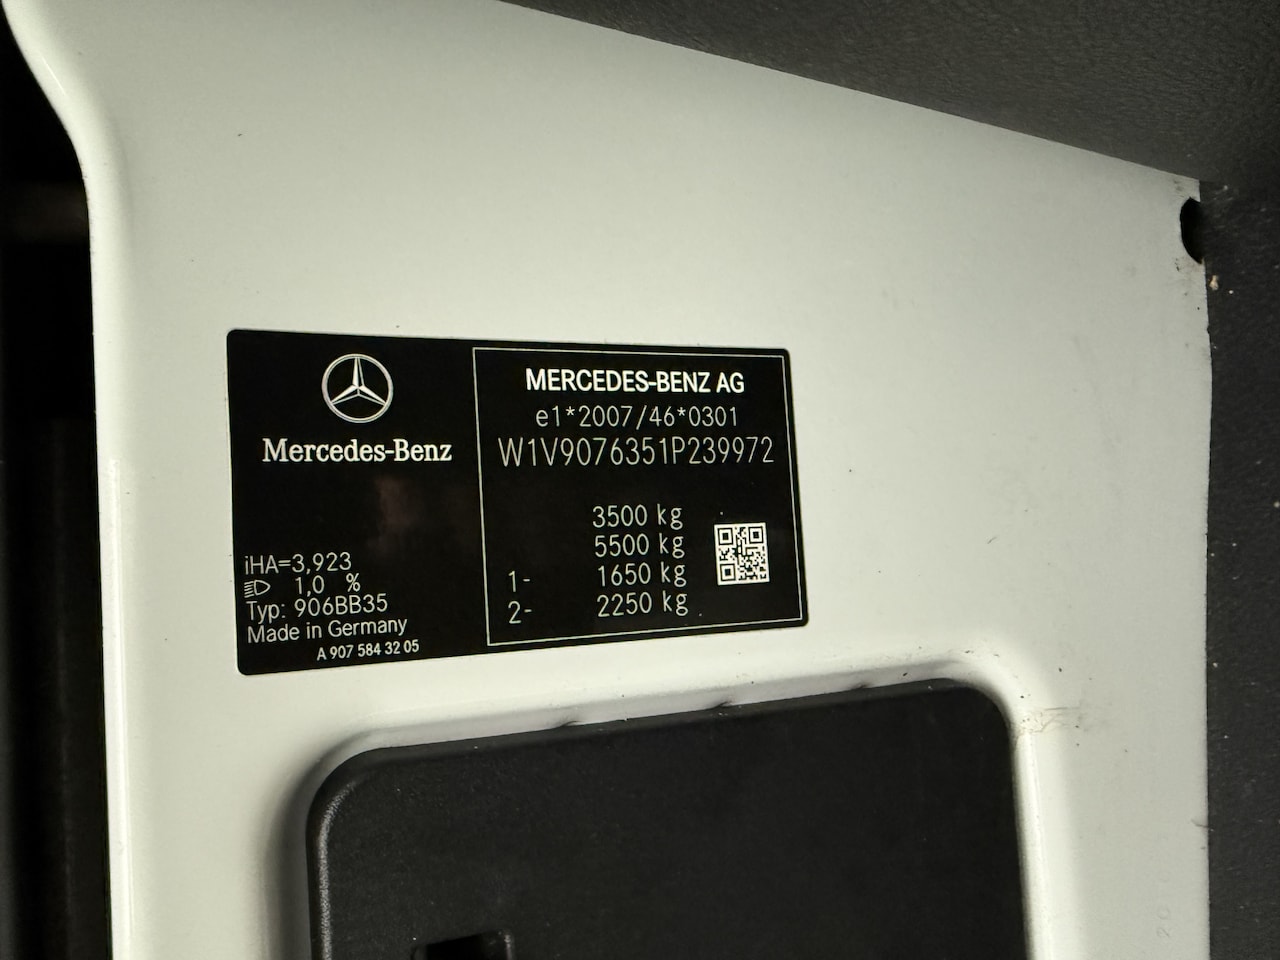 Mercedes-Benz
iHA=3,923
1,0 %
Typ: 906BB35
Made in Germany
A 907 584 32 05
MERCEDES-BENZ AG
e1*2007/46*0301
W1V9076351P239972
3500 kg
5500 kg
1- 1650 kg
2- 2250 kg